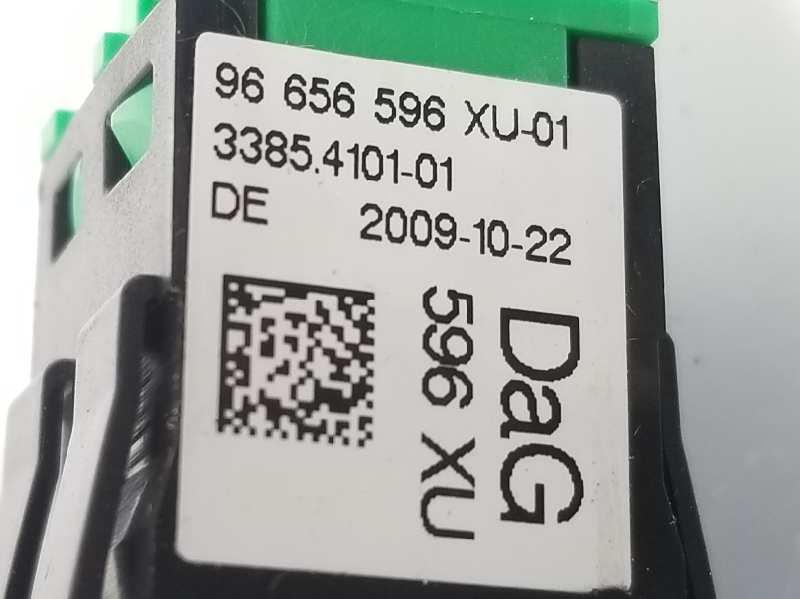 96 656 596 XU-01
3385.4101-01
DE 2009-10-22
DaG
596 XU